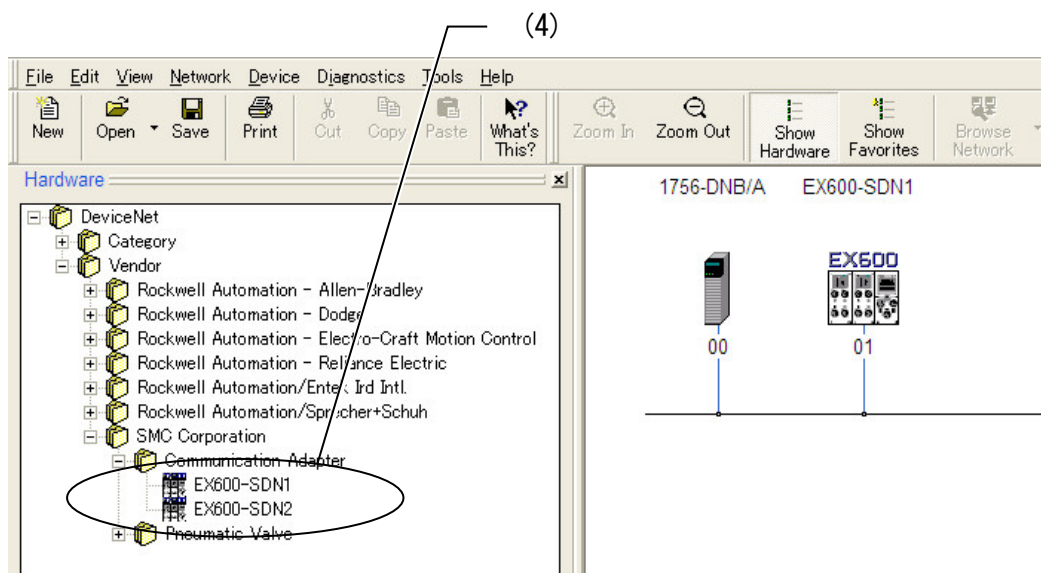 (4)
File Edit View Network Device Diagnostics Tools Help
New Open Save Print Cut Copy Paste What's This? Zoom In Zoom Out Show Hardware Show Favorites Browse Network
Hardware
1756-DNB/A EX600-SDN1
DeviceNet
Category
Vendor
Rockwell Automation - Allen-Bradley
Rockwell Automation - Dodge
Rockwell Automation - Electro-Craft Motion Control
Rockwell Automation - Reliance Electric
Rockwell Automation/Entek Ird Intl.
Rockwell Automation/Sprecher+Schuh
SMC Corporation
Communication Adapter
EX600-SDN1
EX600-SDN2
Pneumatic Valve
EX600
00 01